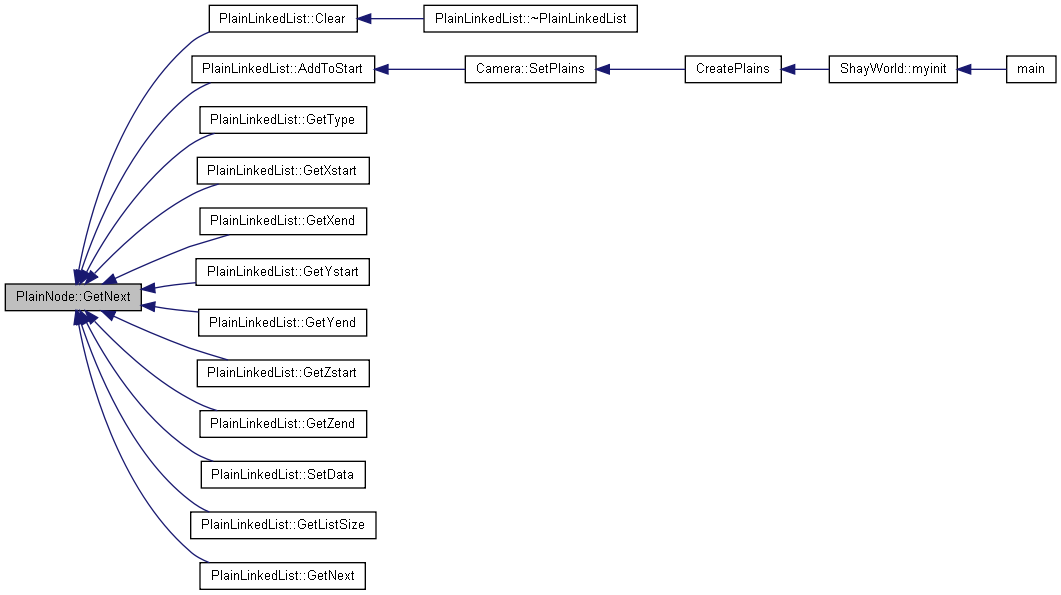 PlainLinkedList::Clear
PlainLinkedList::~PlainLinkedList
PlainLinkedList::AddToStart
Camera::SetPlains
CreatePlains
ShayWorld::myinit
main
PlainLinkedList::GetType
PlainLinkedList::GetXstart
PlainLinkedList::GetXend
PlainLinkedList::GetYstart
PlainNode::GetNext
PlainLinkedList::GetYend
PlainLinkedList::GetZstart
PlainLinkedList::GetZend
PlainLinkedList::SetData
PlainLinkedList::GetListSize
PlainLinkedList::GetNext